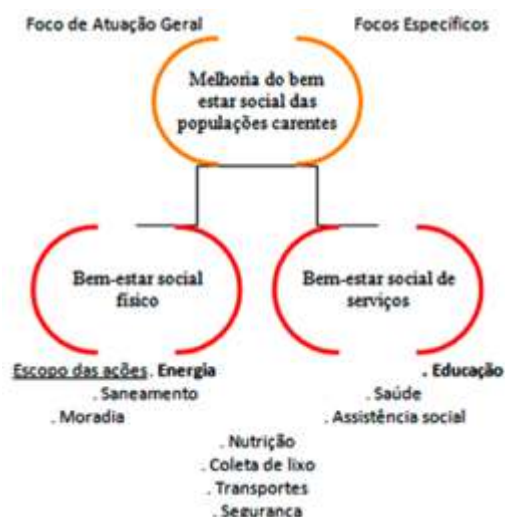 Foco de Atuação Geral
Focos Específicos
Melhoria do bem
estar social das
populações carentes
Bem-estar social
físico
Bem-estar social de
serviços
Escopo das ações. Energia
. Saneamento
. Moradia
. Educação
. Saúde
. Assistência social
. Nutrição
. Coleta de lixo
. Transportes
. Segurança